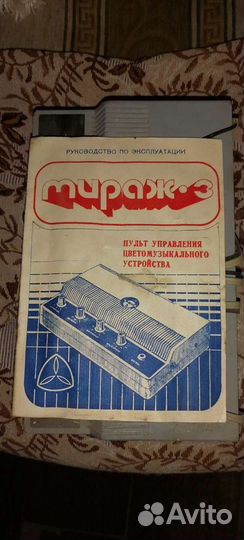 РУКОВОДСТВО ПО ЭКСПЛУАТАЦИИ
мираж·3
ПУЛЬТ УПРАВЛЕНИЯ
ЦВЕТОМУЗЫКАЛЬНОГО
УСТРОЙСТВА
Avito